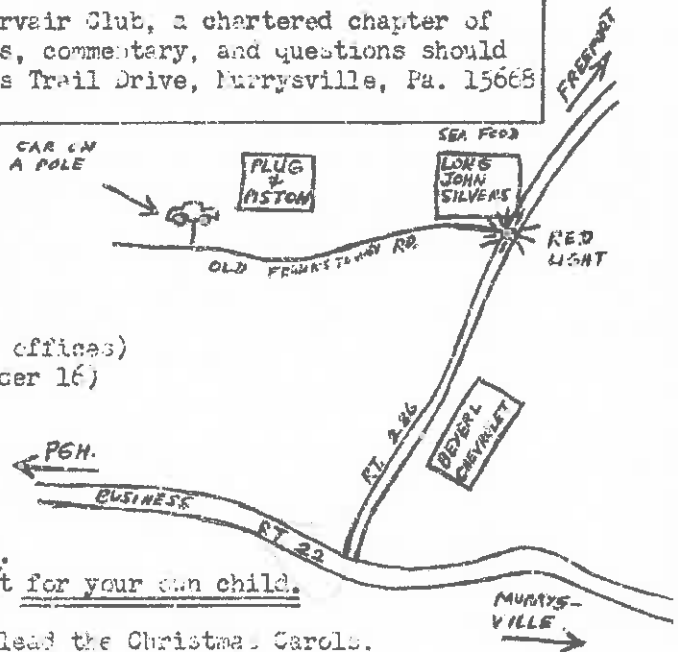 rvair Club, a chartered chapter of
s, commentary, and questions should
s Trail Drive, Murrysville, Pa. 15668
FREEPORT
CAR ON
A POLE
PLUG
&
PISTON
SEA FOOD
LONG
JOHN
SILVERS
RED
LIGHT
OLD FRANKSTOWN RD.
offices)
ber 16)
RT. 286
BEYERL
CHEVROLET
PGH.
BUSINESS
RT 22
t for your own child.
MURRYS-
VILLE.
lead the Christmas Carols.